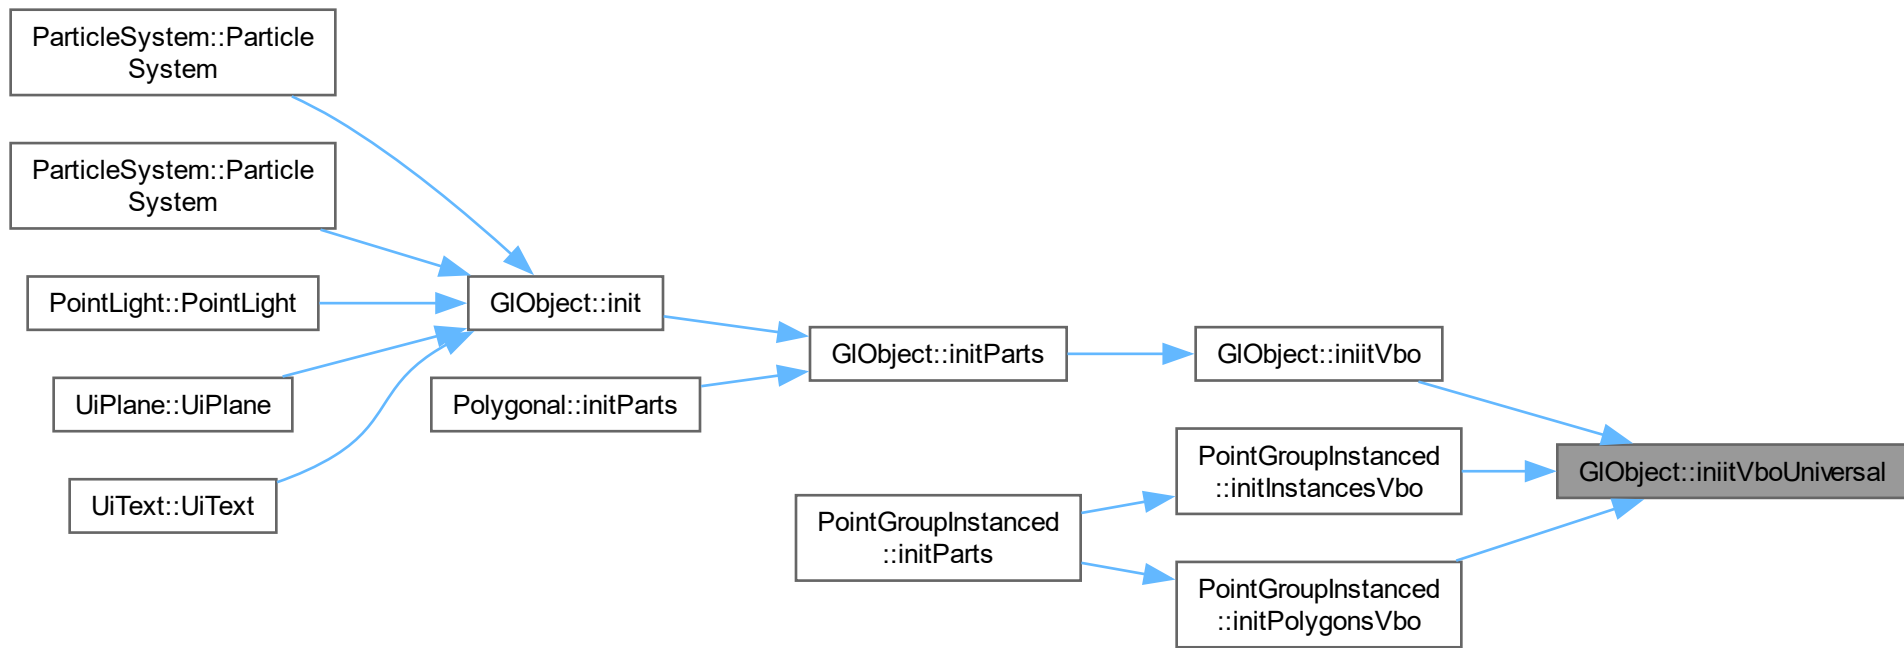 ParticleSystem::Particle
System
ParticleSystem::Particle
System
PointLight::PointLight
UiPlane::UiPlane
UiText::UiText
GlObject::init
Polygonal::initParts
GlObject::initParts
PointGroupInstanced
::initParts
GlObject::iniitVbo
PointGroupInstanced
::initInstancesVbo
PointGroupInstanced
::initPolygonsVbo
GlObject::iniitVboUniversal